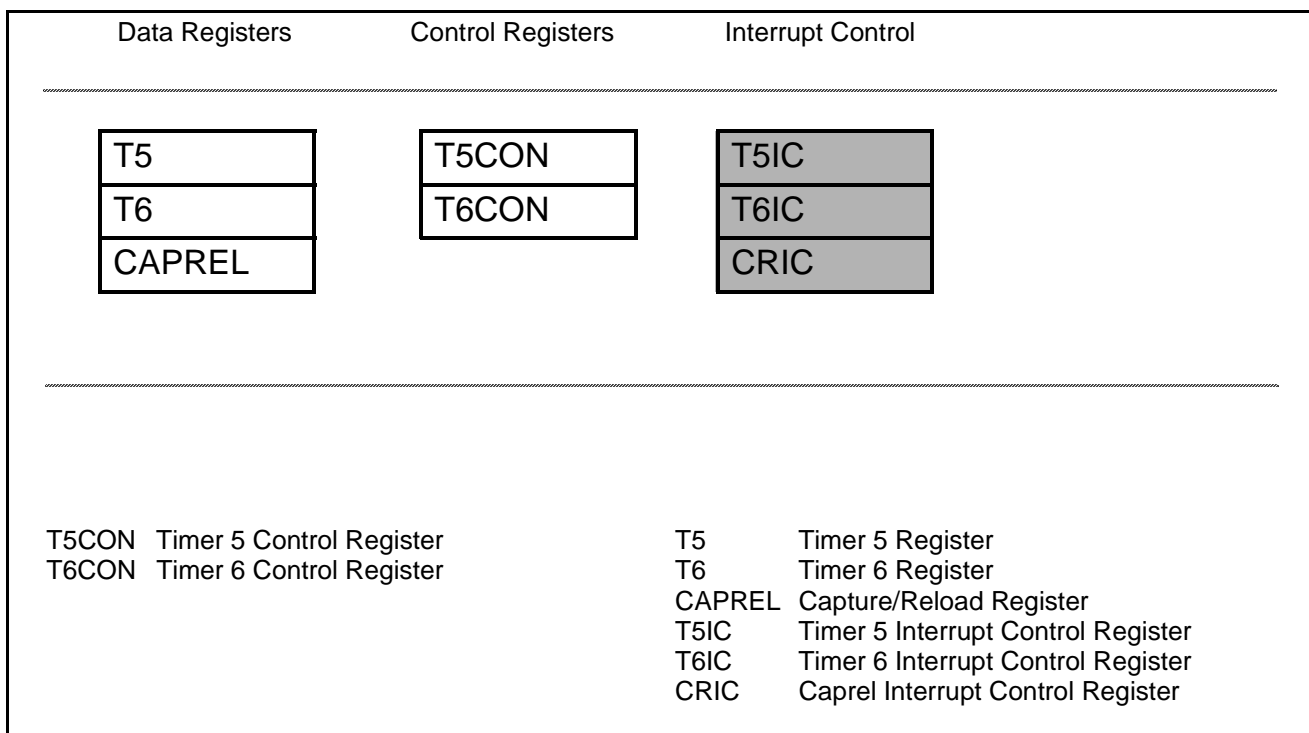 Data Registers Control Registers Interrupt Control
T5 T5CON T5IC
T6 T6CON T6IC
CAPREL CRIC
T5CON Timer 5 Control Register
T6CON Timer 6 Control Register
T5 Timer 5 Register
T6 Timer 6 Register
CAPREL Capture/Reload Register
T5IC Timer 5 Interrupt Control Register
T6IC Timer 6 Interrupt Control Register
CRIC Caprel Interrupt Control Register